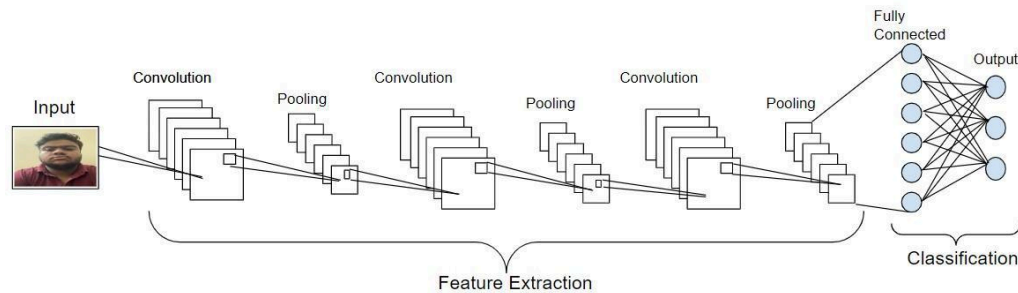 Fully
Connected
Output
Convolution
Convolution
Convolution
Pooling
Pooling
Pooling
Input
Classification
Feature Extraction